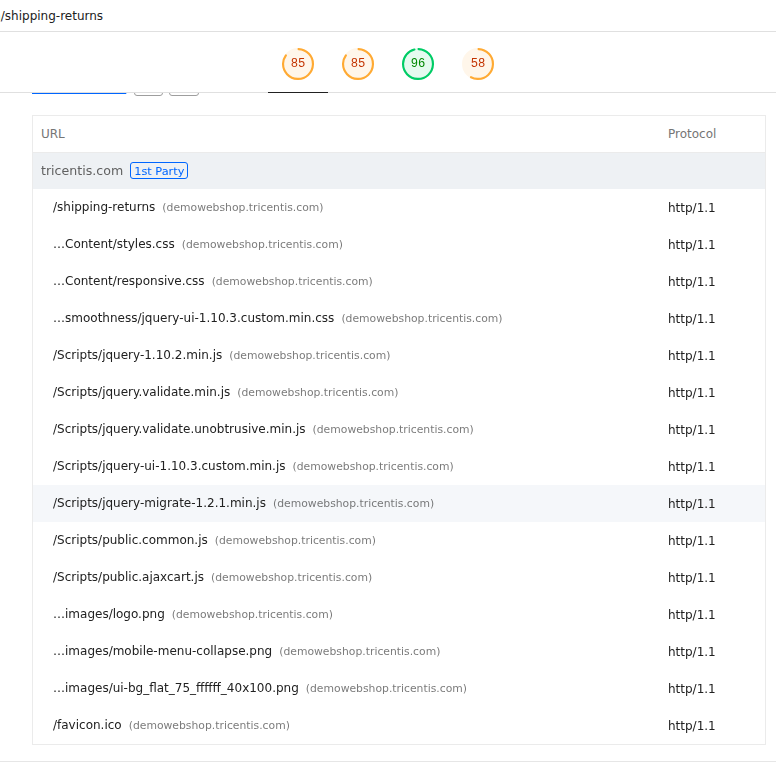 /shipping-returns
85 85 96 58
URL Protocol
tricentis.com 1st Party
/shipping-returns (demowebshop.tricentis.com) http/1.1
…Content/styles.css (demowebshop.tricentis.com) http/1.1
…Content/responsive.css (demowebshop.tricentis.com) http/1.1
…smoothness/jquery-ui-1.10.3.custom.min.css (demowebshop.tricentis.com) http/1.1
/Scripts/jquery-1.10.2.min.js (demowebshop.tricentis.com) http/1.1
/Scripts/jquery.validate.min.js (demowebshop.tricentis.com) http/1.1
/Scripts/jquery.validate.unobtrusive.min.js (demowebshop.tricentis.com) http/1.1
/Scripts/jquery-ui-1.10.3.custom.min.js (demowebshop.tricentis.com) http/1.1
/Scripts/jquery-migrate-1.2.1.min.js (demowebshop.tricentis.com) http/1.1
/Scripts/public.common.js (demowebshop.tricentis.com) http/1.1
/Scripts/public.ajaxcart.js (demowebshop.tricentis.com) http/1.1
…images/logo.png (demowebshop.tricentis.com) http/1.1
…images/mobile-menu-collapse.png (demowebshop.tricentis.com) http/1.1
…images/ui-bg_flat_75_ffffff_40x100.png (demowebshop.tricentis.com) http/1.1
/favicon.ico (demowebshop.tricentis.com) http/1.1